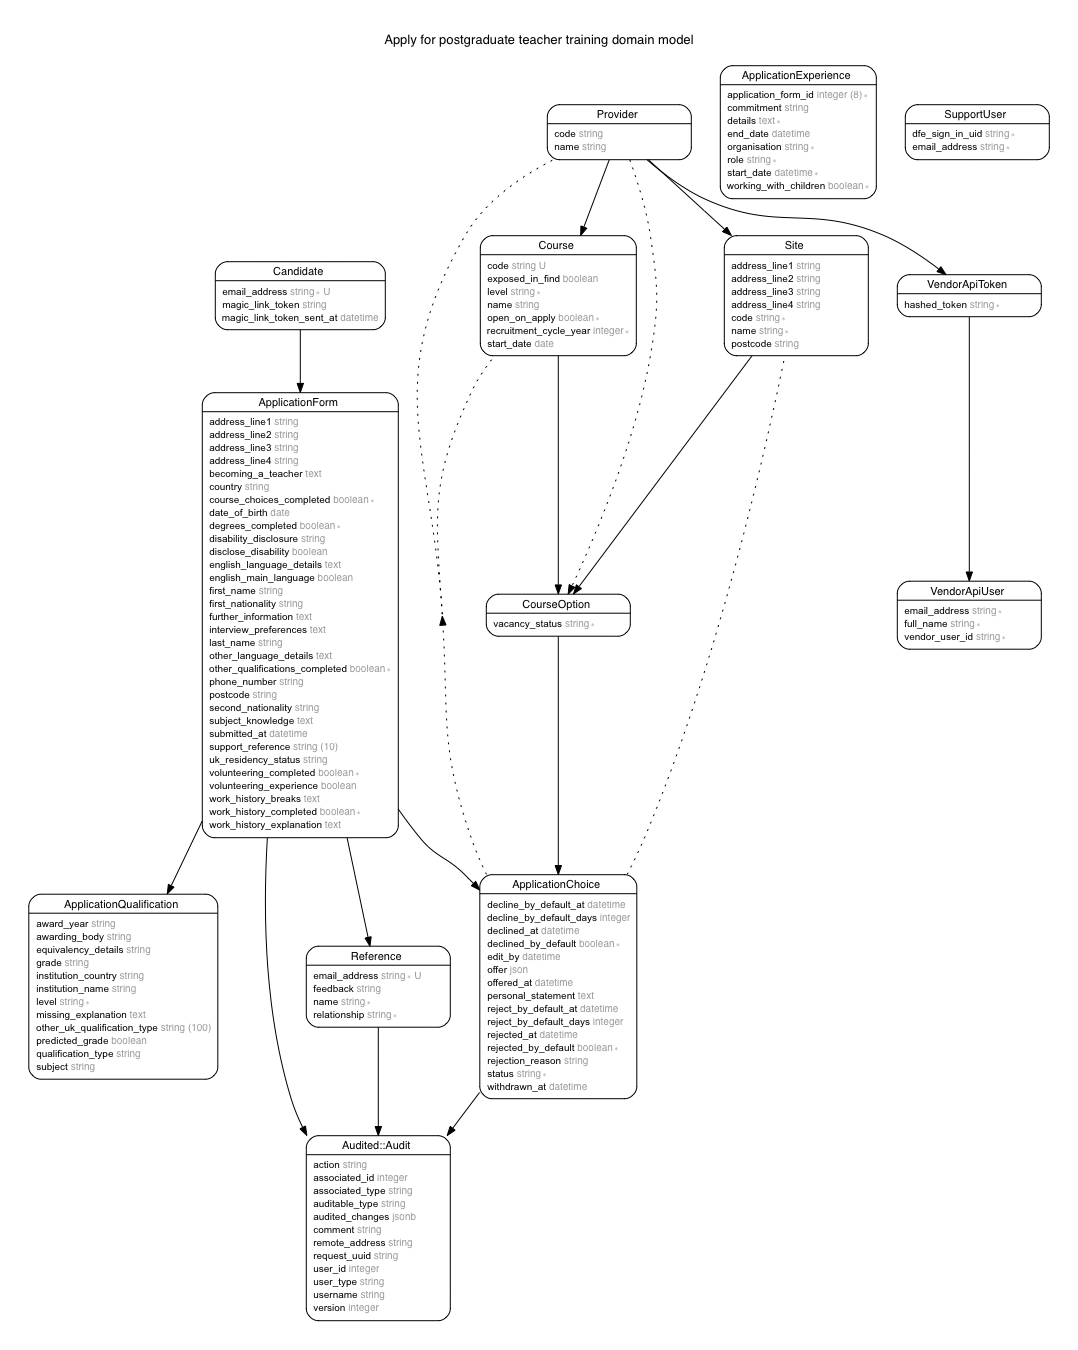 Apply for postgraduate teacher training domain model
ApplicationExperience
application_form_id integer (8) ∗
commitment string
details text ∗
end_date datetime
organisation string ∗
role string ∗
start_date datetime ∗
working_with_children boolean ∗
SupportUser
dfe_sign_in_uid string ∗
email_address string ∗
Provider
code string
name string
Course
code string U
exposed_in_find boolean
level string ∗
name string
open_on_apply boolean ∗
recruitment_cycle_year integer ∗
start_date date
Site
address_line1 string
address_line2 string
address_line3 string
address_line4 string
code string ∗
name string ∗
postcode string
Candidate
email_address string ∗ U
magic_link_token string
magic_link_token_sent_at datetime
VendorApiToken
hashed_token string ∗
ApplicationForm
address_line1 string
address_line2 string
address_line3 string
address_line4 string
becoming_a_teacher text
country string
course_choices_completed boolean ∗
date_of_birth date
degrees_completed boolean ∗
disability_disclosure string
disclose_disability boolean
english_language_details text
english_main_language boolean
first_name string
first_nationality string
further_information text
interview_preferences text
last_name string
other_language_details text
other_qualifications_completed boolean ∗
phone_number string
postcode string
second_nationality string
subject_knowledge text
submitted_at datetime
support_reference string (10)
uk_residency_status string
volunteering_completed boolean ∗
volunteering_experience boolean
work_history_breaks text
work_history_completed boolean ∗
work_history_explanation text
CourseOption
vacancy_status string ∗
VendorApiUser
email_address string ∗
full_name string ∗
vendor_user_id string ∗
ApplicationQualification
award_year string
awarding_body string
equivalency_details string
grade string
institution_country string
institution_name string
level string ∗
missing_explanation text
other_uk_qualification_type string (100)
predicted_grade boolean
qualification_type string
subject string
Reference
email_address string ∗ U
feedback string
name string ∗
relationship string ∗
ApplicationChoice
decline_by_default_at datetime
decline_by_default_days integer
declined_at datetime
declined_by_default boolean ∗
edit_by datetime
offer json
offered_at datetime
personal_statement text
reject_by_default_at datetime
reject_by_default_days integer
rejected_at datetime
rejected_by_default boolean ∗
rejection_reason string
status string ∗
withdrawn_at datetime
Audited::Audit
action string
associated_id integer
associated_type string
auditable_type string
audited_changes jsonb
comment string
remote_address string
request_uuid string
user_id integer
user_type string
username string
version integer